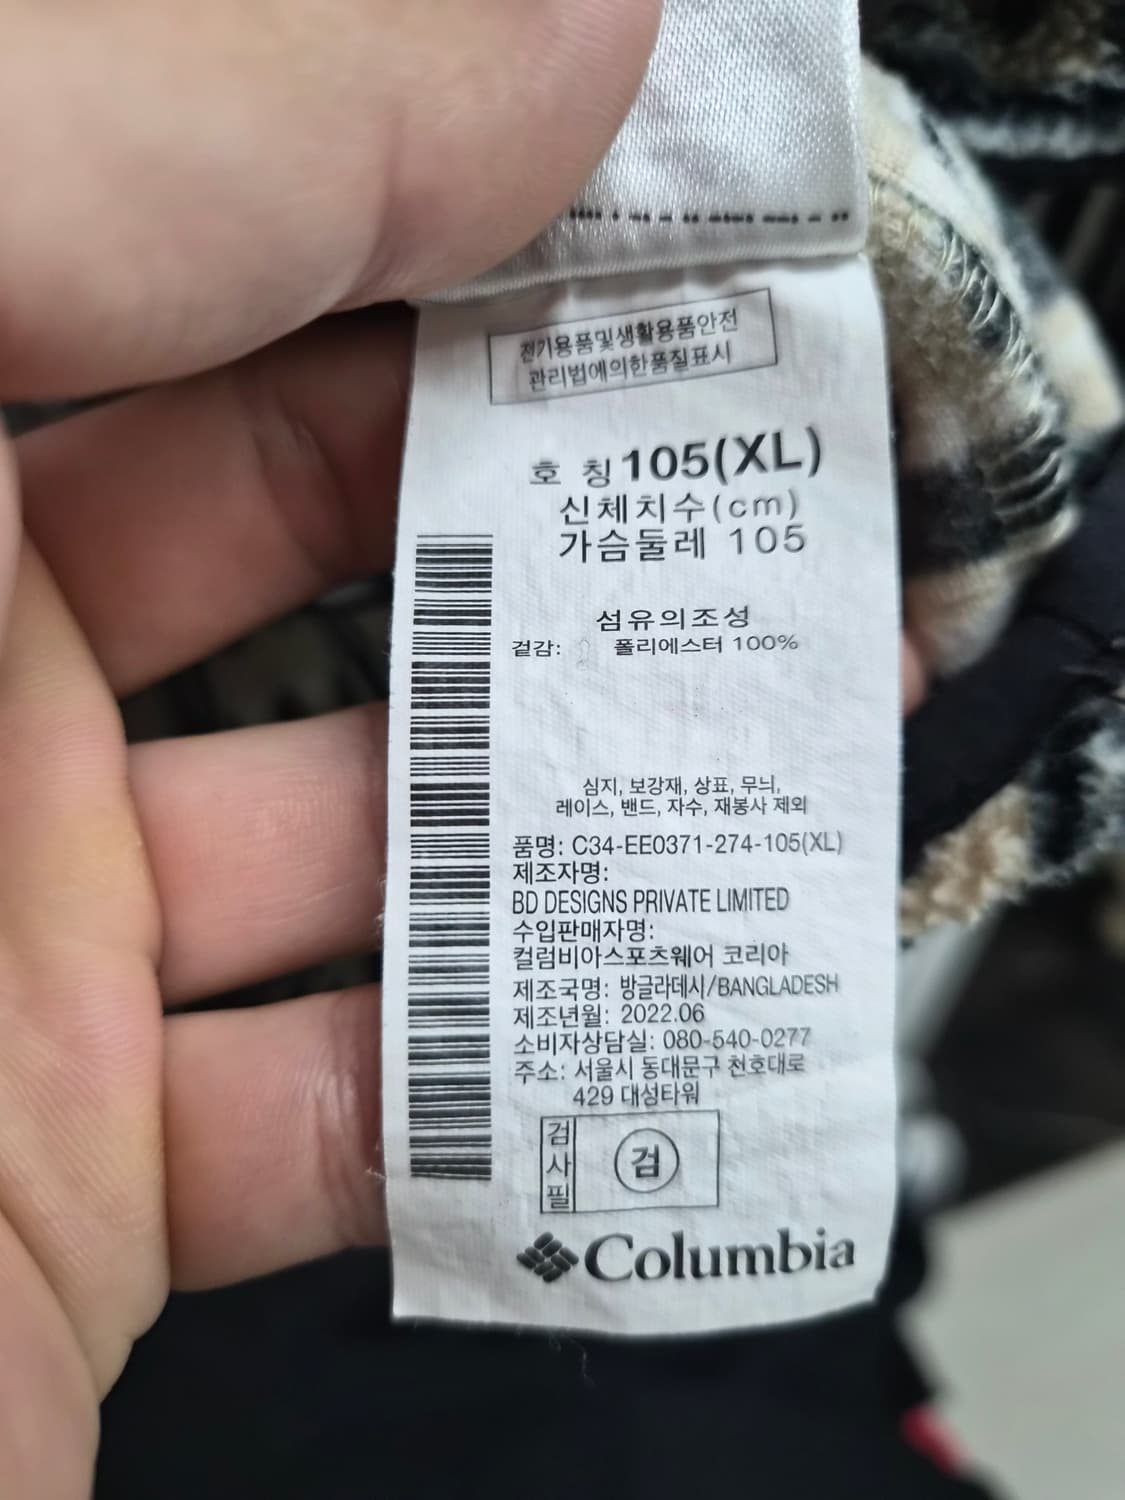 전기용품및생활용품안전
관리법에의한품질표시
호 칭 105(XL)
신체치수(cm)
가슴둘레 105
섬유의조성
겉감: 폴리에스터 100%
심지, 보강재, 상표, 무늬,
레이스, 밴드, 자수, 재봉사 제외
품명: C34-EE0371-274-105(XL)
제조자명:
BD DESIGNS PRIVATE LIMITED
수입판매자명:
컬럼비아스포츠웨어 코리아
제조국명: 방글라데시/BANGLADESH
제조년월: 2022.06
소비자상담실: 080-540-0277
주소: 서울시 동대문구 천호대로
429 대성타워
검사필 검
Columbia